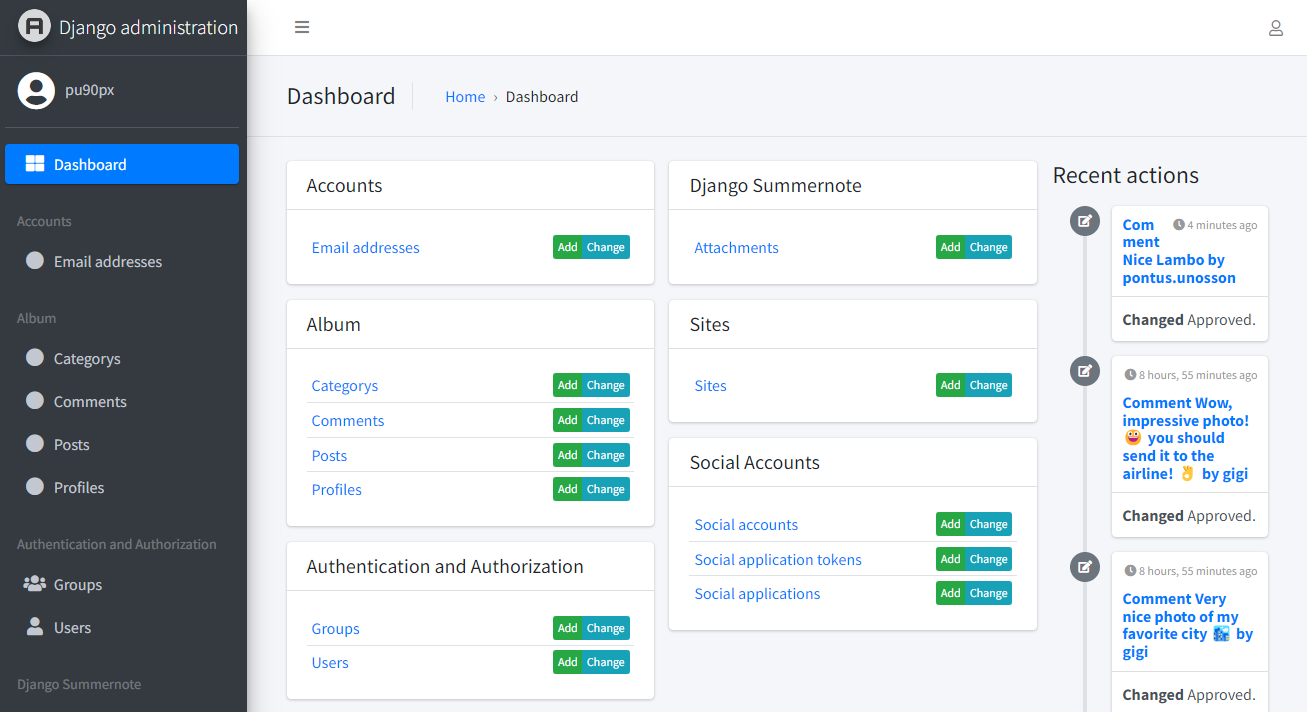 Django administration
pu90px
Dashboard
Accounts
Email addresses
Album
Categorys
Comments
Posts
Profiles
Authentication and Authorization
Groups
Users
Django Summernote
Dashboard
Home › Dashboard
Accounts
Email addresses Add Change
Album
Categorys Add Change
Comments Add Change
Posts Add Change
Profiles Add Change
Authentication and Authorization
Groups Add Change
Users Add Change
Django Summernote
Attachments Add Change
Sites
Sites Add Change
Social Accounts
Social accounts Add Change
Social application tokens Add Change
Social applications Add Change
Recent actions
4 minutes ago
Com
ment
Nice Lambo by
pontus.unosson
Changed Approved.
8 hours, 55 minutes ago
Comment Wow,
impressive photo!
😀 you should
send it to the
airline! 👌 by gigi
Changed Approved.
8 hours, 55 minutes ago
Comment Very
nice photo of my
favorite city 🌃 by
gigi
Changed Approved.